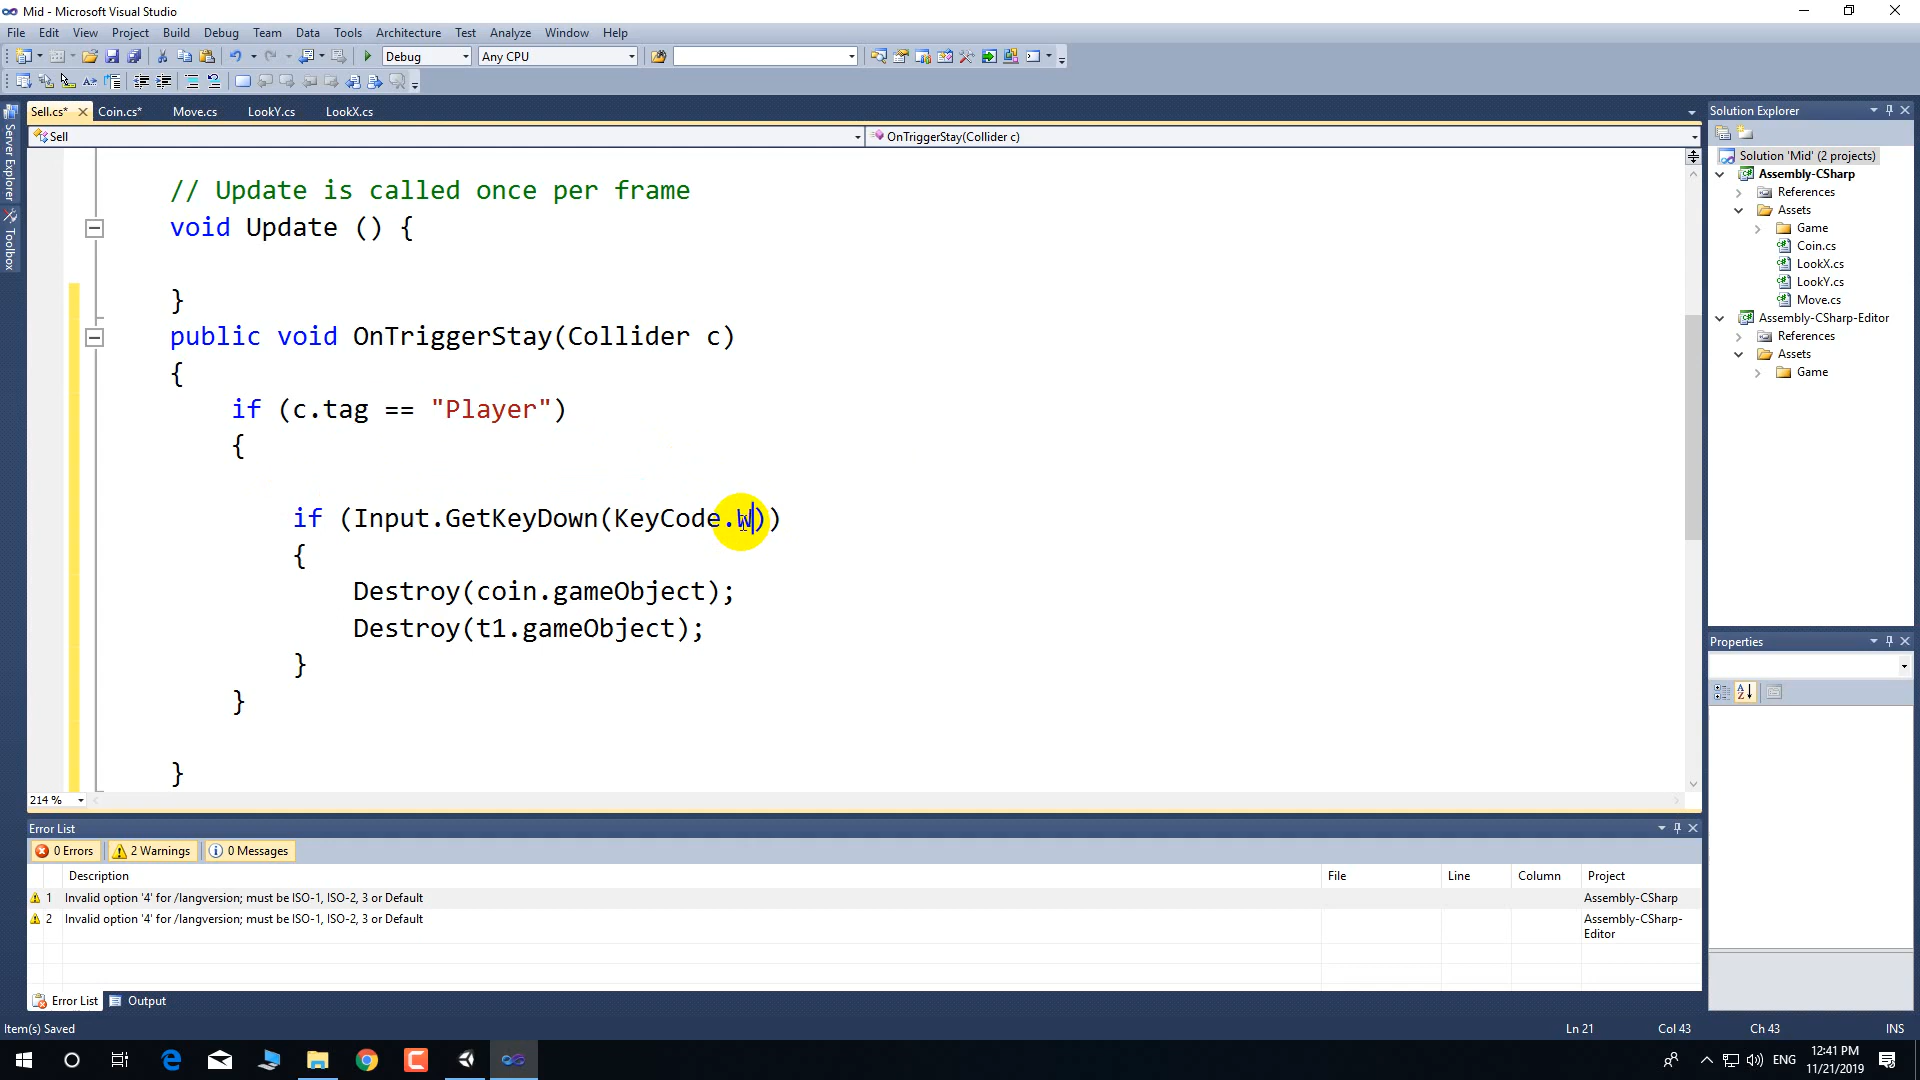 Mid - Microsoft Visual Studio
File Edit View Project Build Debug Team Data Tools Architecture Test Analyze Window Help
Debug Any CPU
Sell.cs* Coin.cs* Move.cs LookY.cs LookX.cs
Sell OnTriggerStay(Collider c)
Server Explorer
Toolbox
// Update is called once per frame
void Update () {
}
public void OnTriggerStay(Collider c)
{
if (c.tag == "Player")
{
if (Input.GetKeyDown(KeyCode.W))
{
Destroy(coin.gameObject);
Destroy(t1.gameObject);
}
}
}
214 %
Solution Explorer
Solution 'Mid' (2 projects)
Assembly-CSharp
References
Assets
Game
Coin.cs
LookX.cs
LookY.cs
Move.cs
Assembly-CSharp-Editor
References
Assets
Game
Properties
Error List
0 Errors 2 Warnings 0 Messages
Description File Line Column Project
1 Invalid option '4' for /langversion; must be ISO-1, ISO-2, 3 or Default Assembly-CSharp
2 Invalid option '4' for /langversion; must be ISO-1, ISO-2, 3 or Default Assembly-CSharp-
Editor
Error List Output
Item(s) Saved Ln 21 Col 43 Ch 43 INS
ENG 12:41 PM
11/21/2019